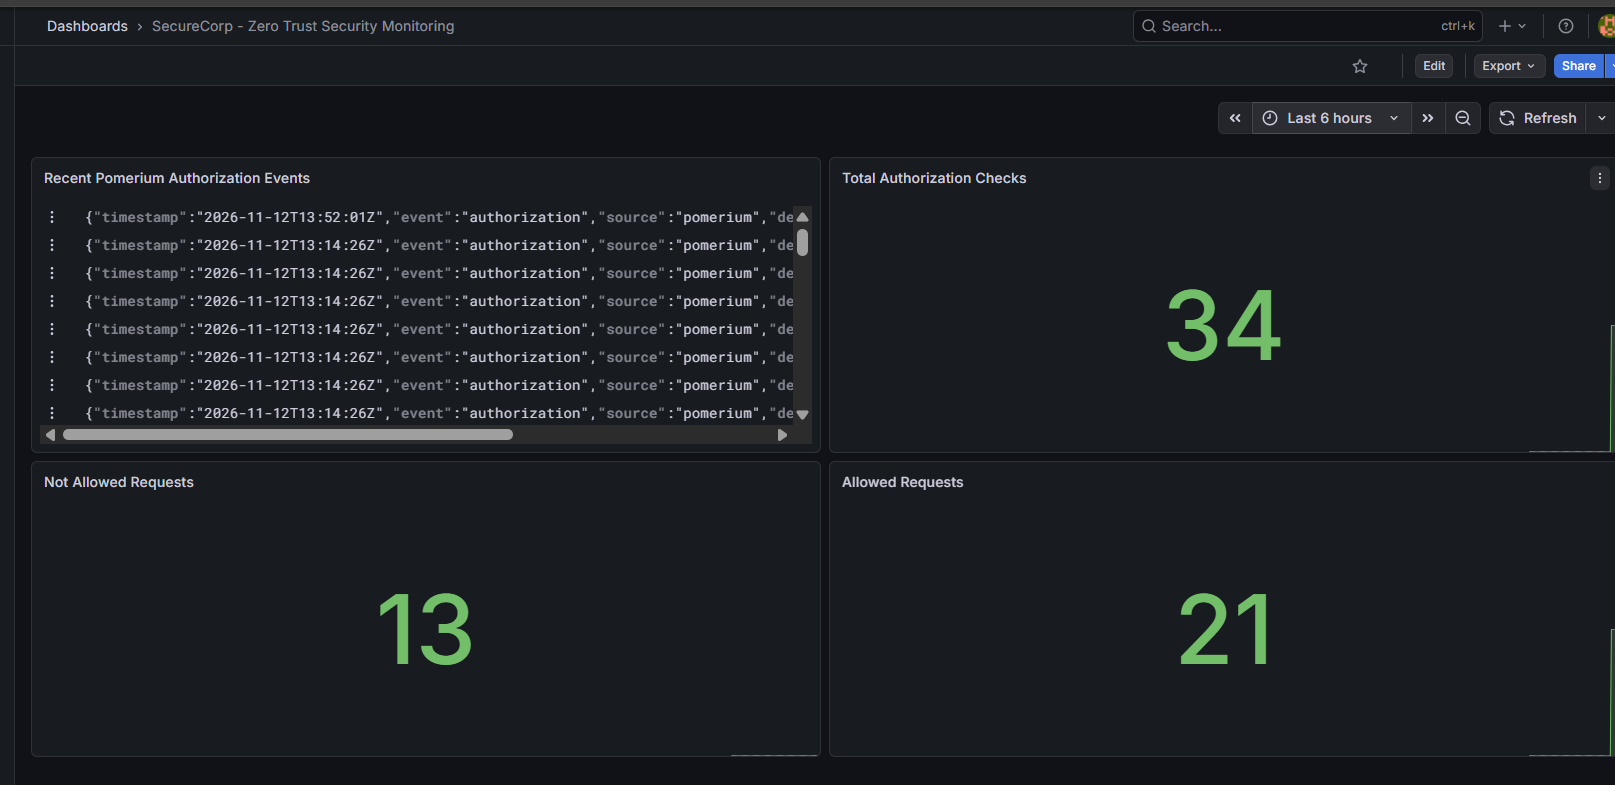 Dashboards › SecureCorp - Zero Trust Security Monitoring
Search... ctrl+k
Edit Export Share
Last 6 hours Refresh
Recent Pomerium Authorization Events
{"timestamp":"2026-11-12T13:52:01Z","event":"authorization","source":"pomerium","de
{"timestamp":"2026-11-12T13:14:26Z","event":"authorization","source":"pomerium","de
{"timestamp":"2026-11-12T13:14:26Z","event":"authorization","source":"pomerium","de
{"timestamp":"2026-11-12T13:14:26Z","event":"authorization","source":"pomerium","de
{"timestamp":"2026-11-12T13:14:26Z","event":"authorization","source":"pomerium","de
{"timestamp":"2026-11-12T13:14:26Z","event":"authorization","source":"pomerium","de
{"timestamp":"2026-11-12T13:14:26Z","event":"authorization","source":"pomerium","de
{"timestamp":"2026-11-12T13:14:26Z","event":"authorization","source":"pomerium","de
Total Authorization Checks
34
Not Allowed Requests
13
Allowed Requests
21